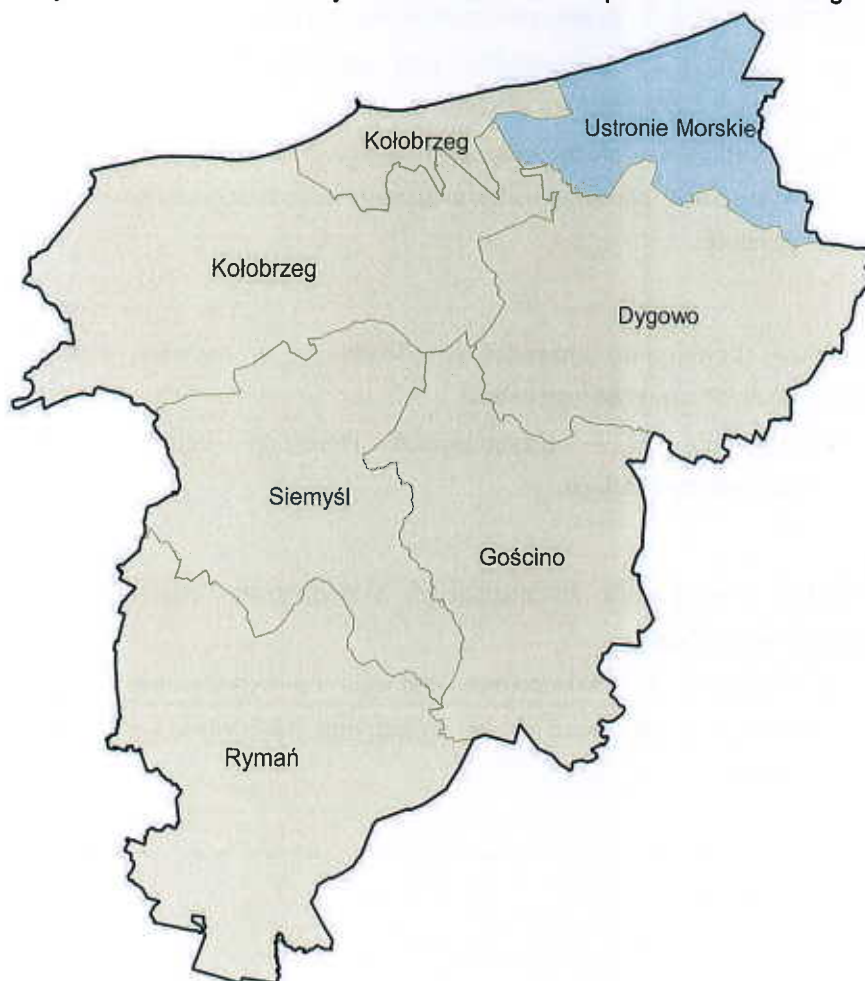 Kołobrzeg
Ustronie Morskie
Kołobrzeg
Dygowo
Siemyśl
Gościno
Rymań